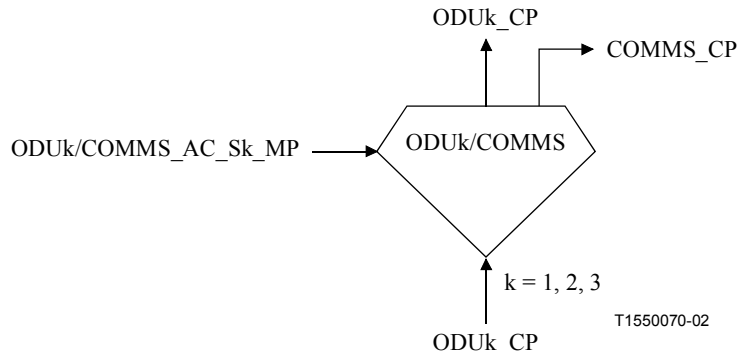 ODUk_CP
COMMS_CP
ODUk/COMMS_AC_Sk_MP
ODUk/COMMS
k = 1, 2, 3
T1550070-02
ODUk_CP